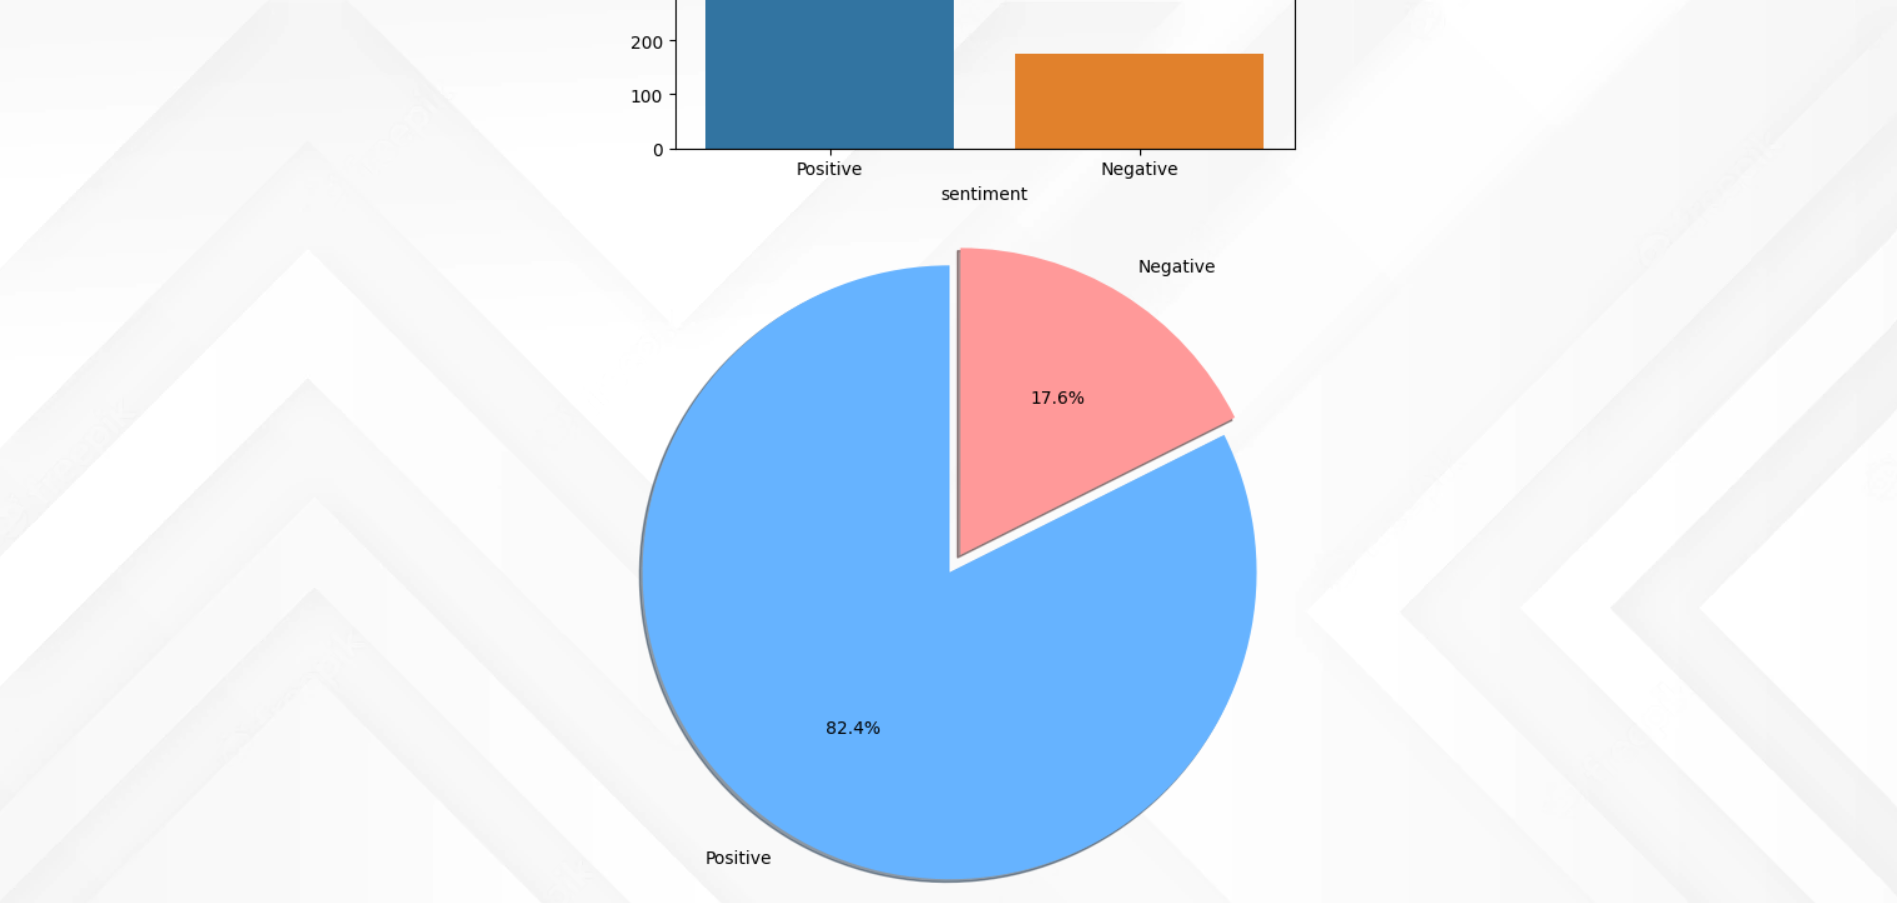 200
100
0
Positive Negative
sentiment
Negative
17.6%
82.4%
Positive